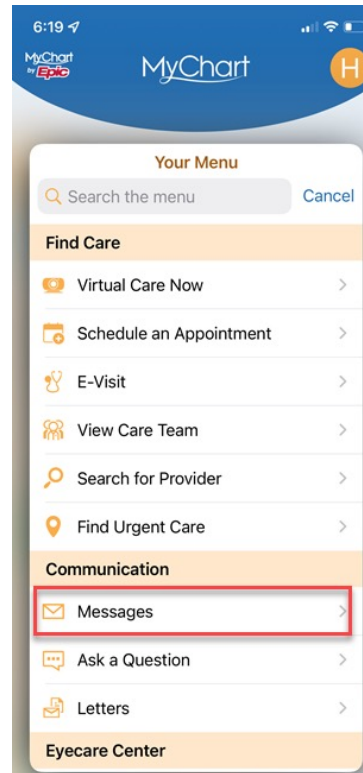 6:19
MyChart
by Epic
MyChart
H
Your Menu
Search the menu
Cancel
Find Care
Virtual Care Now
Schedule an Appointment
E-Visit
View Care Team
Search for Provider
Find Urgent Care
Communication
Messages
Ask a Question
Letters
Eyecare Center